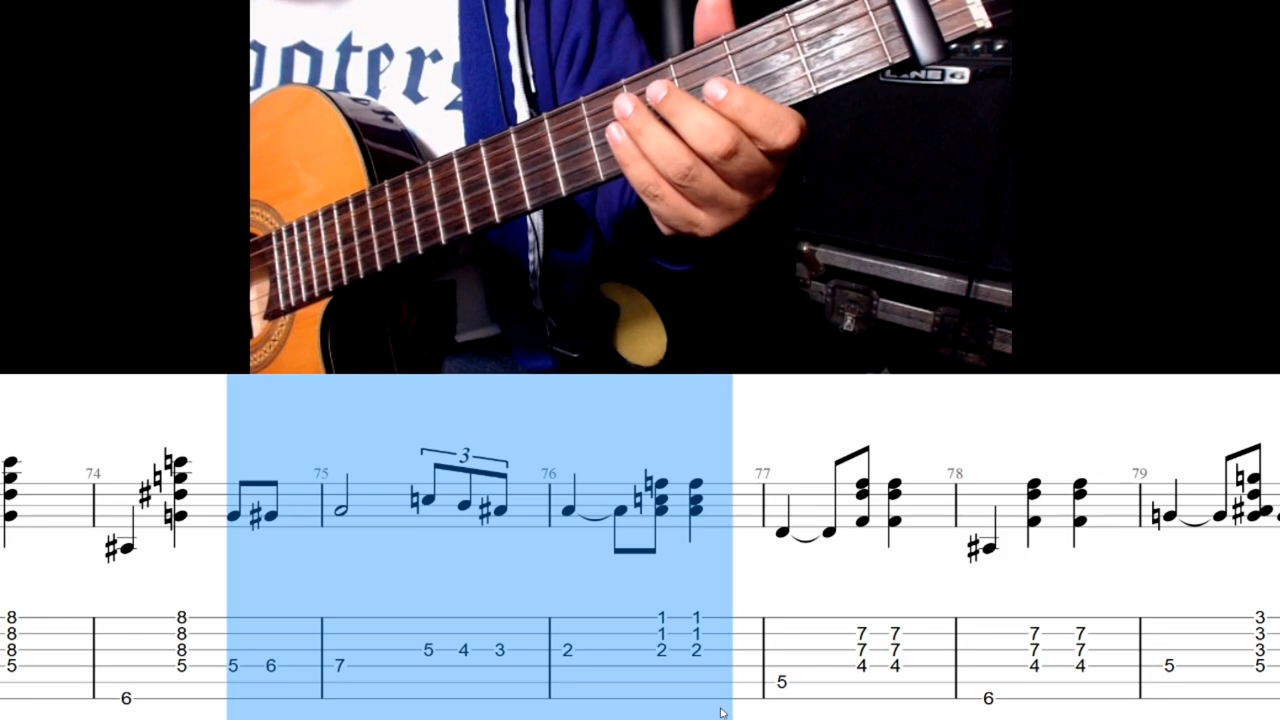 ooters
LINE 6
3
74 75 76 77 78 79
8 8 1 1 3
8 8 1 1 7 7 7 7 3
8 8 5 4 3 2 2 2 7 7 7 7 3
5 5 5 6 7 4 4 4 4 5 5
5
6 6